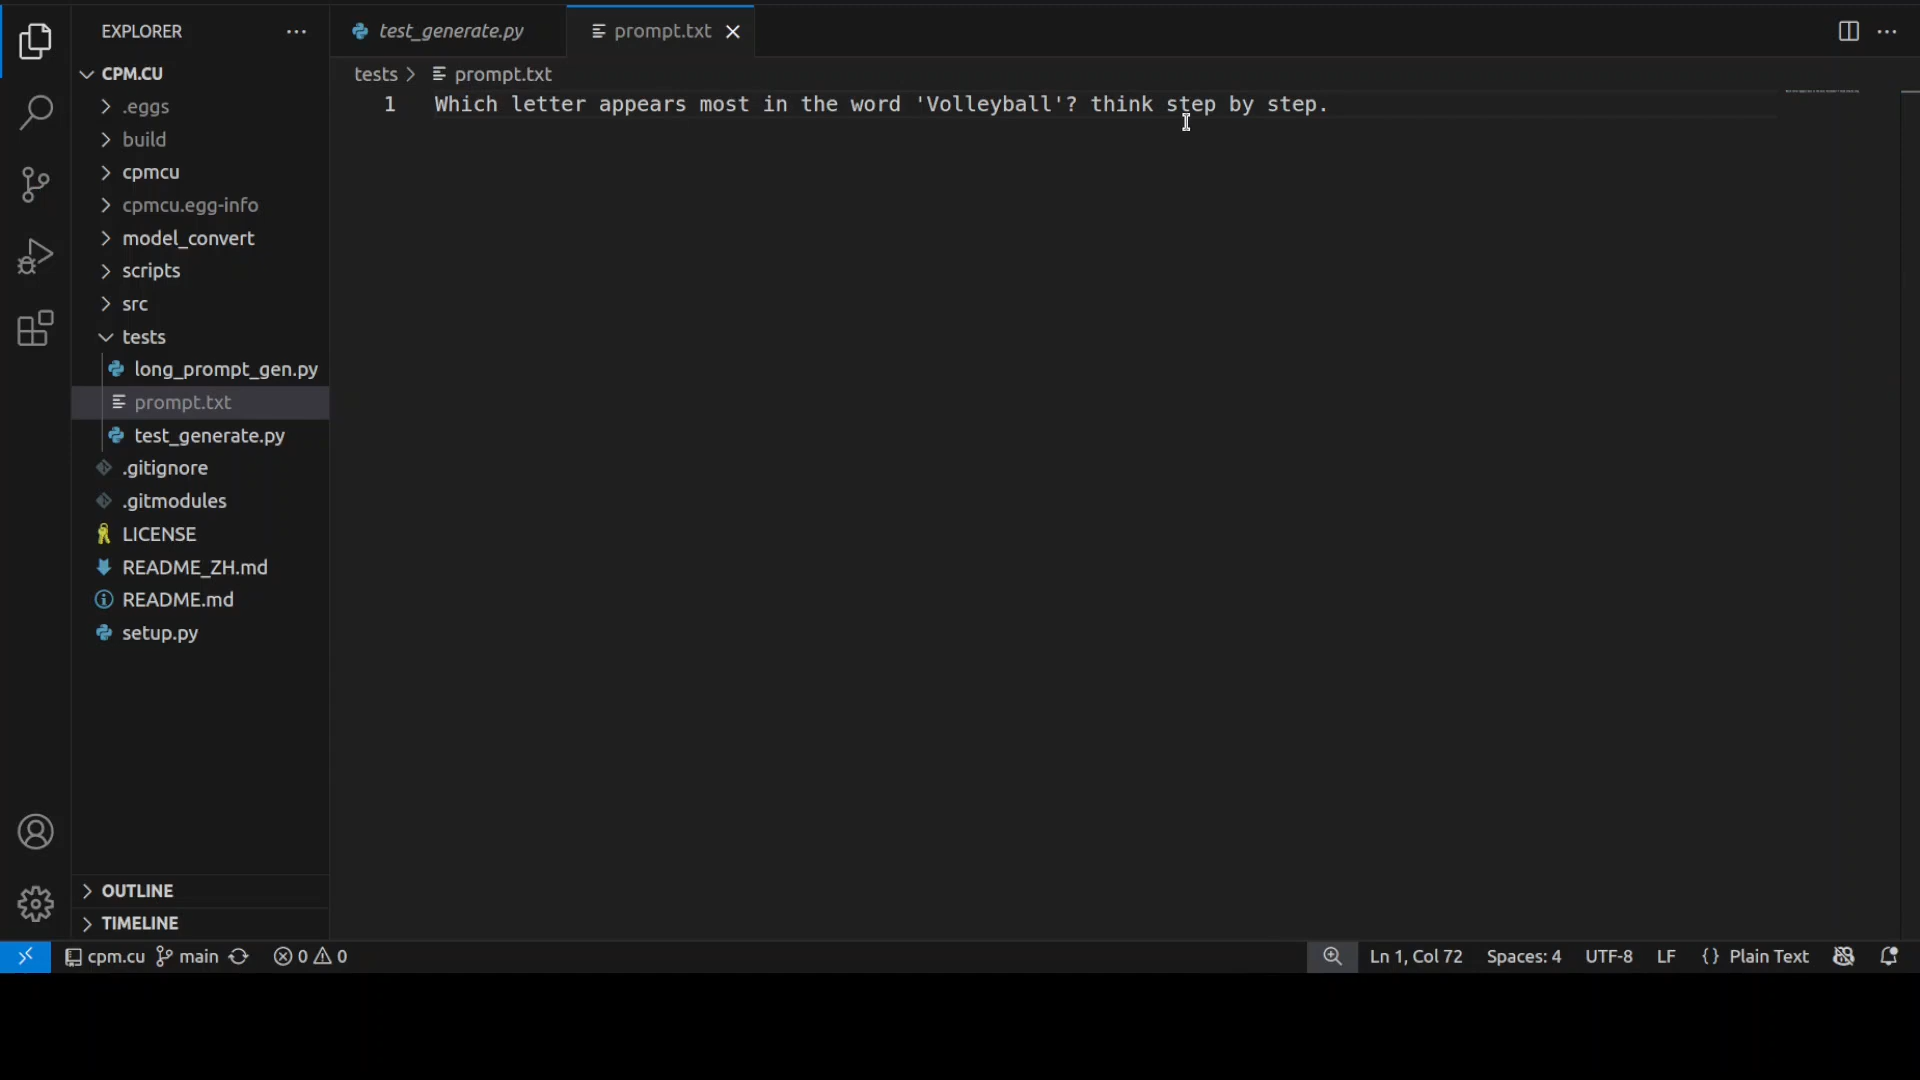 EXPLORER
test_generate.py
prompt.txt
CPM.CU
tests > prompt.txt
1 Which letter appears most in the word 'Volleyball'? think step by step.
.eggs
build
cpmcu
cpmcu.egg-info
model_convert
scripts
src
tests
long_prompt_gen.py
prompt.txt
test_generate.py
.gitignore
.gitmodules
LICENSE
README_ZH.md
README.md
setup.py
OUTLINE
TIMELINE
cpm.cu main 0 0 Ln 1, Col 72 Spaces: 4 UTF-8 LF {} Plain Text